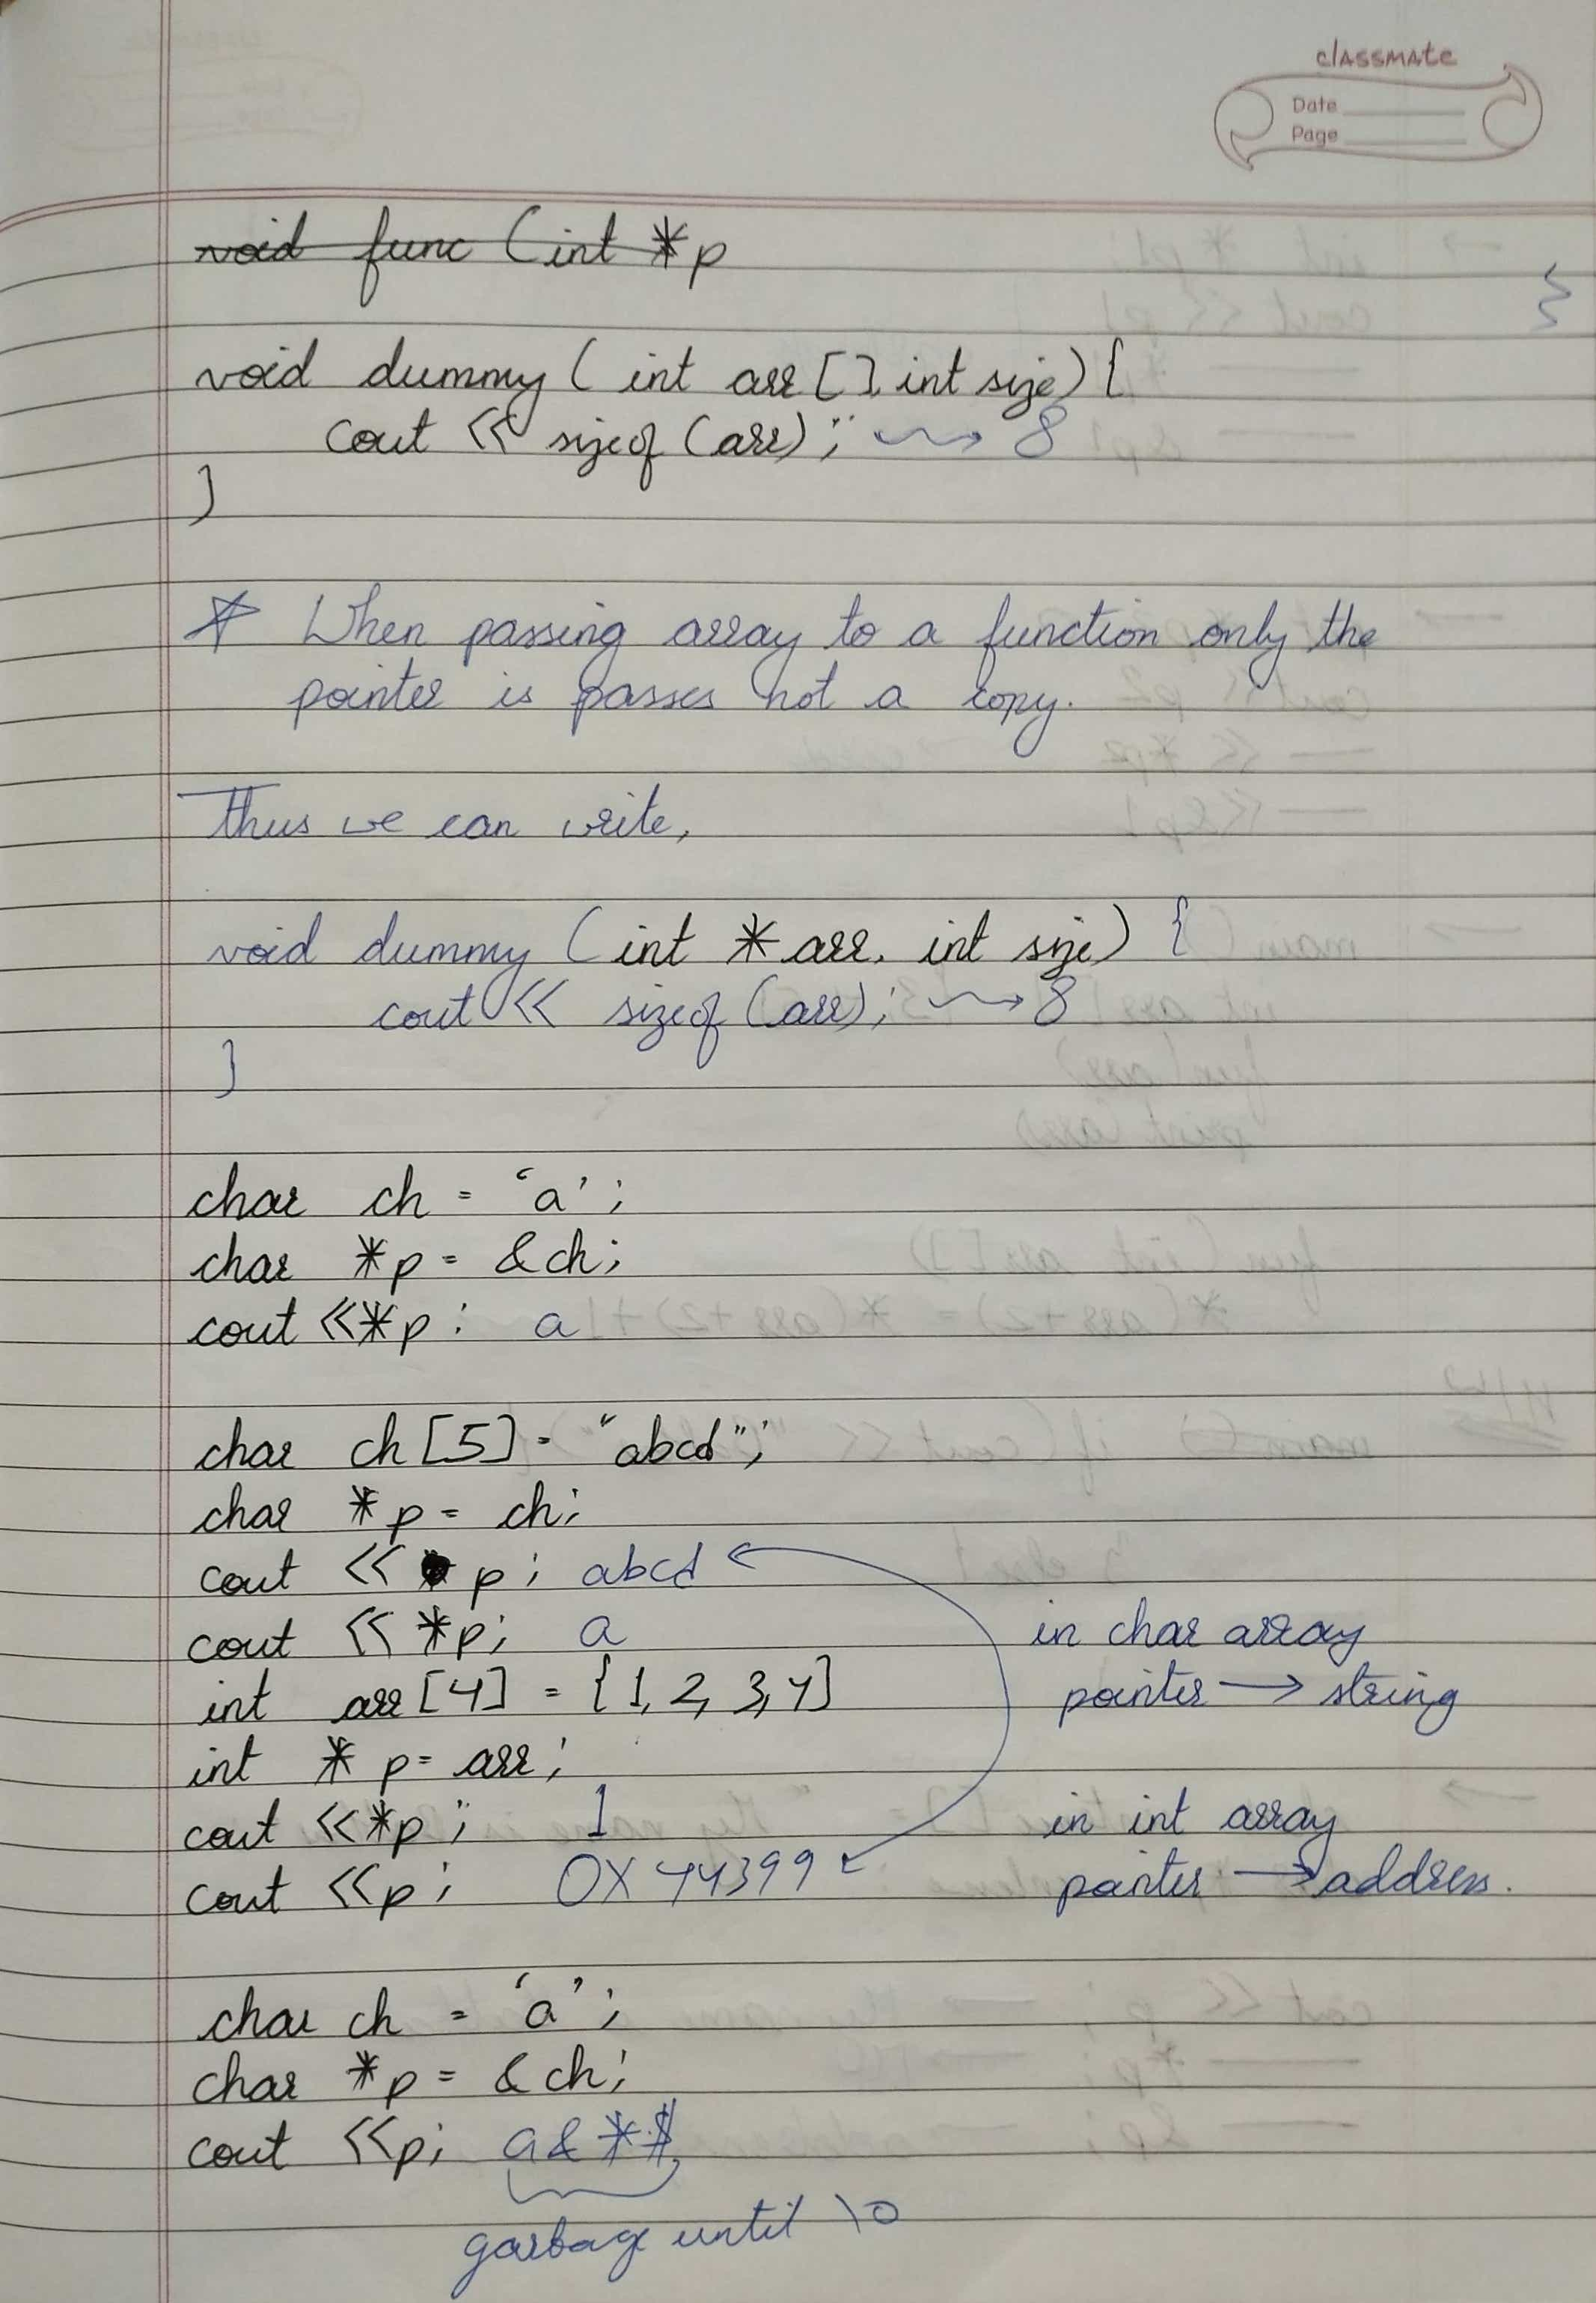 classmate
Date
Page
void func (int *p
void dummy ( int arr [], int size) {
cout << sizeof (arr) ; ⇝ 8
}
* When passing array to a function only the
pointer is passes not a copy.
Thus we can write,
void dummy (int * arr, int size) {
cout << sizeof (arr); ⇝ 8
}
char ch = 'a' ;
char *p = &ch;
cout <<*p ; a
char ch [5] = "abcd";
char * p = ch;
cout << p ; abcd
cout << *p; a
in char array
int arr [4] = {1, 2, 3, 4}
pointer → string
int * p = arr ;
cout <<*p ; 1
in int array
cout <<p ; 0X44399
pointer → address.
char ch = 'a' ;
char *p = & ch;
cout <<p; a&*$
garbage until \0